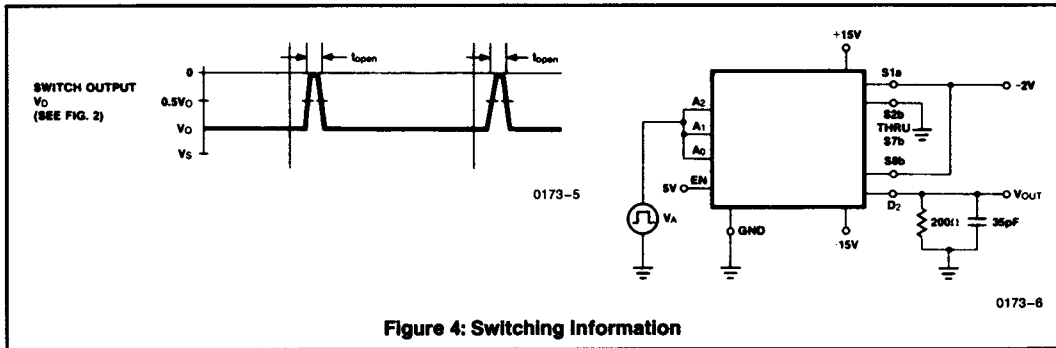 SWITCH OUTPUT
VD
(SEE FIG. 2)
0
0.5VO
VO
VS
topen
topen
0173-5
+15V
A2
A1
A0
5V
EN
VA
GND
-15V
S1a
S2b
THRU
S7b
S8b
D2
-2V
VOUT
200Ω
35pF
0173-6
Figure 4: Switching Information